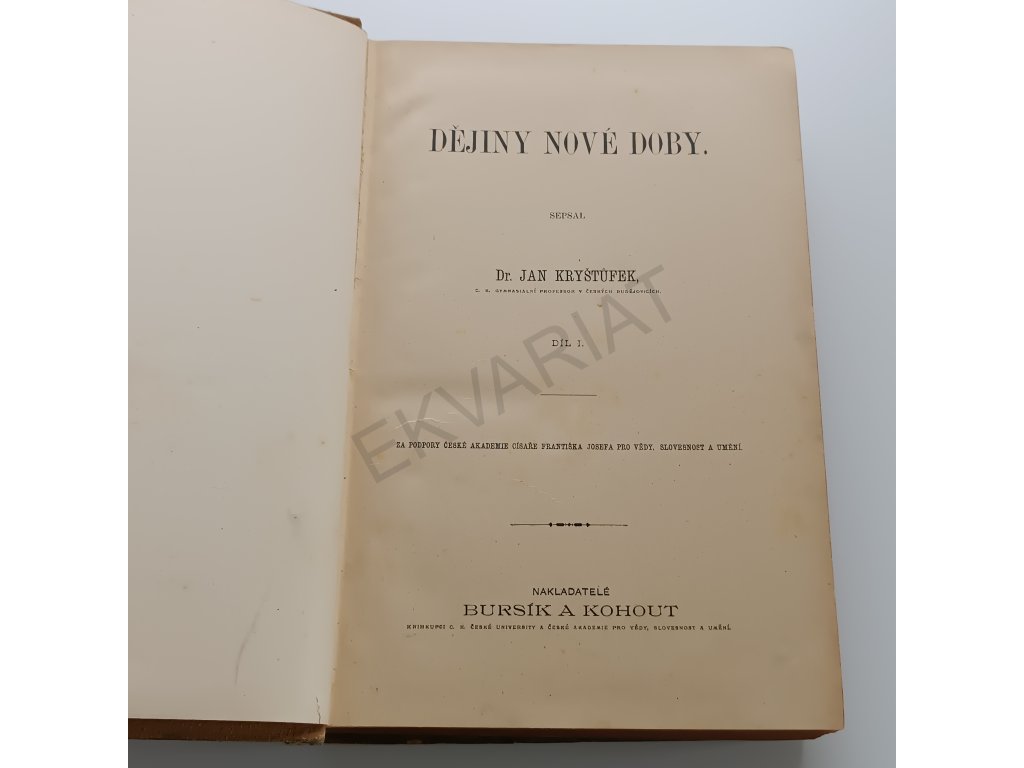 DĚJINY NOVÉ DOBY.
SEPSAL
Dr. JAN KRYŠTŮFEK,
C. K. GYMNASIALNÍ PROFESSOR V ČESKÝCH BUDĚJOVICÍCH.
DÍL I.
EKVARIAT
ZA PODPORY ČESKÉ AKADEMIE CÍSAŘE FRANTIŠKA JOSEFA PRO VĚDY, SLOVESNOST A UMĚNÍ.
NAKLADATELÉ
BURSÍK A KOHOUT
KNIHKUPCI C. K. ČESKÉ UNIVERSITY A ČESKÉ AKADEMIE PRO VĚDY, SLOVESNOST A UMĚNÍ.